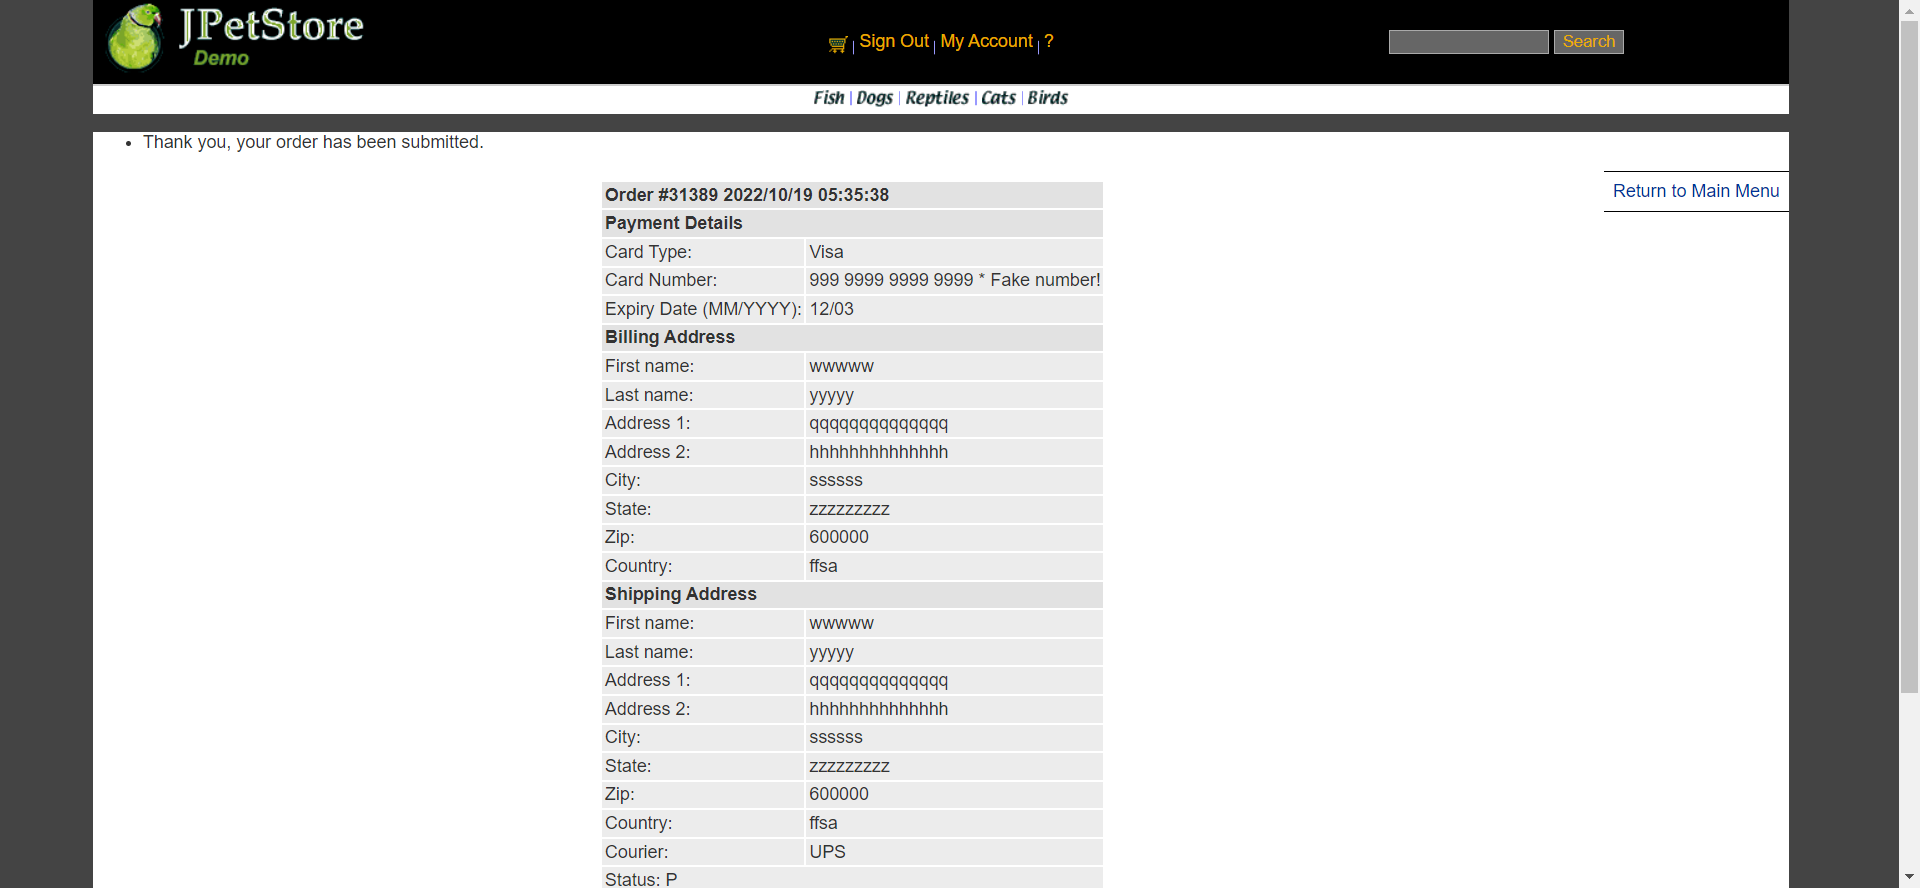 JPetStore
Demo
Sign Out | My Account | ?
Search
Fish | Dogs | Reptiles | Cats | Birds
Thank you, your order has been submitted.
Return to Main Menu
Order #31389 2022/10/19 05:35:38
Payment Details
Card Type: Visa
Card Number: 999 9999 9999 9999 * Fake number!
Expiry Date (MM/YYYY): 12/03
Billing Address
First name: wwwww
Last name: yyyyy
Address 1: qqqqqqqqqqqqqq
Address 2: hhhhhhhhhhhhhh
City: ssssss
State: zzzzzzzzz
Zip: 600000
Country: ffsa
Shipping Address
First name: wwwww
Last name: yyyyy
Address 1: qqqqqqqqqqqqqq
Address 2: hhhhhhhhhhhhhh
City: ssssss
State: zzzzzzzzz
Zip: 600000
Country: ffsa
Courier: UPS
Status: P